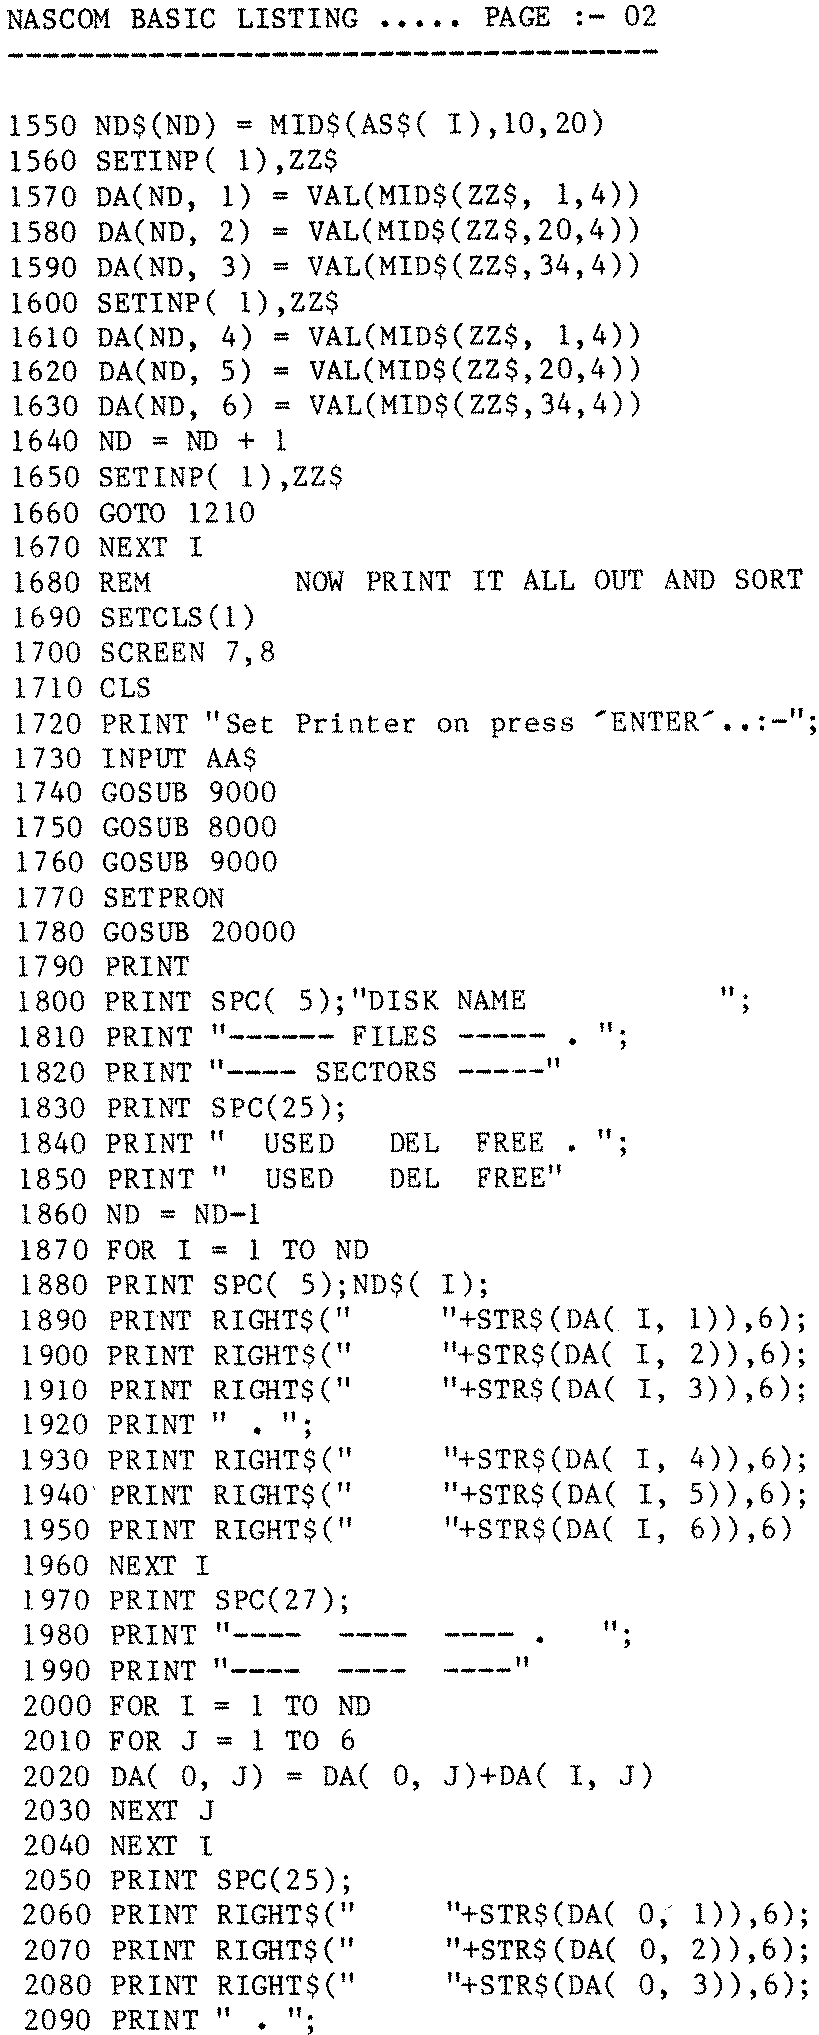 NASCOM BASIC LISTING ..... PAGE :- 02
-------------------------------------
1550 ND$(ND) = MID$(AS$( I),10,20)
1560 SETINP( 1),ZZ$
1570 DA(ND, 1) = VAL(MID$(ZZ$, 1,4))
1580 DA(ND, 2) = VAL(MID$(ZZ$,20,4))
1590 DA(ND, 3) = VAL(MID$(ZZ$,34,4))
1600 SETINP( 1),ZZ$
1610 DA(ND, 4) = VAL(MID$(ZZ$, 1,4))
1620 DA(ND, 5) = VAL(MID$(ZZ$,20,4))
1630 DA(ND, 6) = VAL(MID$(ZZ$,34,4))
1640 ND = ND + 1
1650 SETINP( 1),ZZ$
1660 GOTO 1210
1670 NEXT I
1680 REM        NOW PRINT IT ALL OUT AND SORT
1690 SETCLS(1)
1700 SCREEN 7,8
1710 CLS
1720 PRINT "Set Printer on press ´ENTER´..:-";
1730 INPUT AA$
1740 GOSUB 9000
1750 GOSUB 8000
1760 GOSUB 9000
1770 SETPRON
1780 GOSUB 20000
1790 PRINT
1800 PRINT SPC( 5);"DISK NAME           ";
1810 PRINT "------ FILES ----- . ";
1820 PRINT "---- SECTORS -----"
1830 PRINT SPC(25);
1840 PRINT "  USED   DEL  FREE . ";
1850 PRINT "  USED   DEL  FREE"
1860 ND = ND-1
1870 FOR I = 1 TO ND
1880 PRINT SPC( 5);ND$( I);
1890 PRINT RIGHT$("     "+STR$(DA( I, 1)),6);
1900 PRINT RIGHT$("     "+STR$(DA( I, 2)),6);
1910 PRINT RIGHT$("     "+STR$(DA( I, 3)),6);
1920 PRINT " . ";
1930 PRINT RIGHT$("     "+STR$(DA( I, 4)),6);
1940 PRINT RIGHT$("     "+STR$(DA( I, 5)),6);
1950 PRINT RIGHT$("     "+STR$(DA( I, 6)),6)
1960 NEXT I
1970 PRINT SPC(27);
1980 PRINT "----  ----  ---- .   ";
1990 PRINT "----  ----  ----"
2000 FOR I = 1 TO ND
2010 FOR J = 1 TO 6
2020 DA( 0, J) = DA( 0, J)+DA( I, J)
2030 NEXT J
2040 NEXT I
2050 PRINT SPC(25);
2060 PRINT RIGHT$("     "+STR$(DA( 0, 1)),6);
2070 PRINT RIGHT$("     "+STR$(DA( 0, 2)),6);
2080 PRINT RIGHT$("     "+STR$(DA( 0, 3)),6);
2090 PRINT " . ";